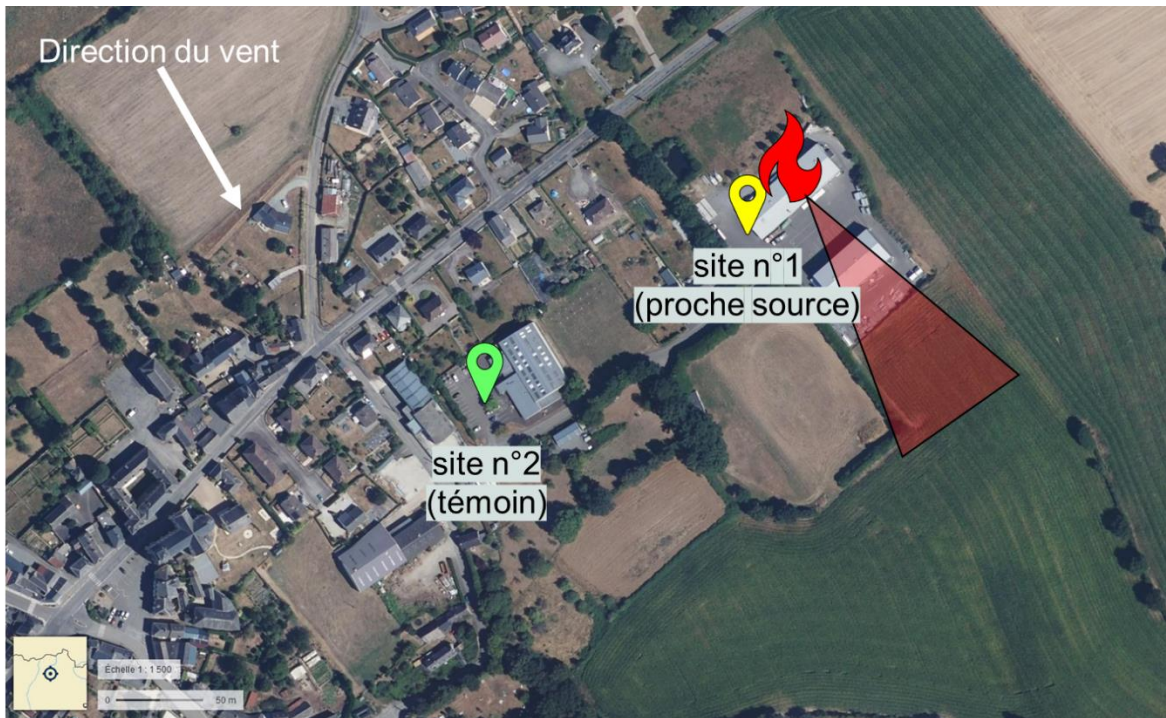 Direction du vent
site n°1
(proche source)
site n°2
(témoin)
Échelle 1 : 1 500
0 50 m